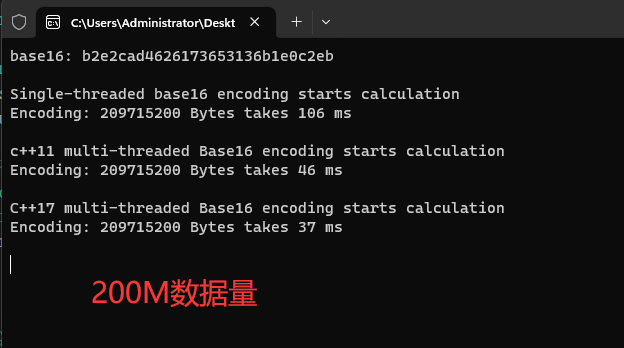 C:\Users\Administrator\Deskt
base16: b2e2cad4626173653136b1e0c2eb
Single-threaded base16 encoding starts calculation
Encoding: 209715200 Bytes takes 106 ms
c++11 multi-threaded Base16 encoding starts calculation
Encoding: 209715200 Bytes takes 46 ms
C++17 multi-threaded Base16 encoding starts calculation
Encoding: 209715200 Bytes takes 37 ms
200M数据量